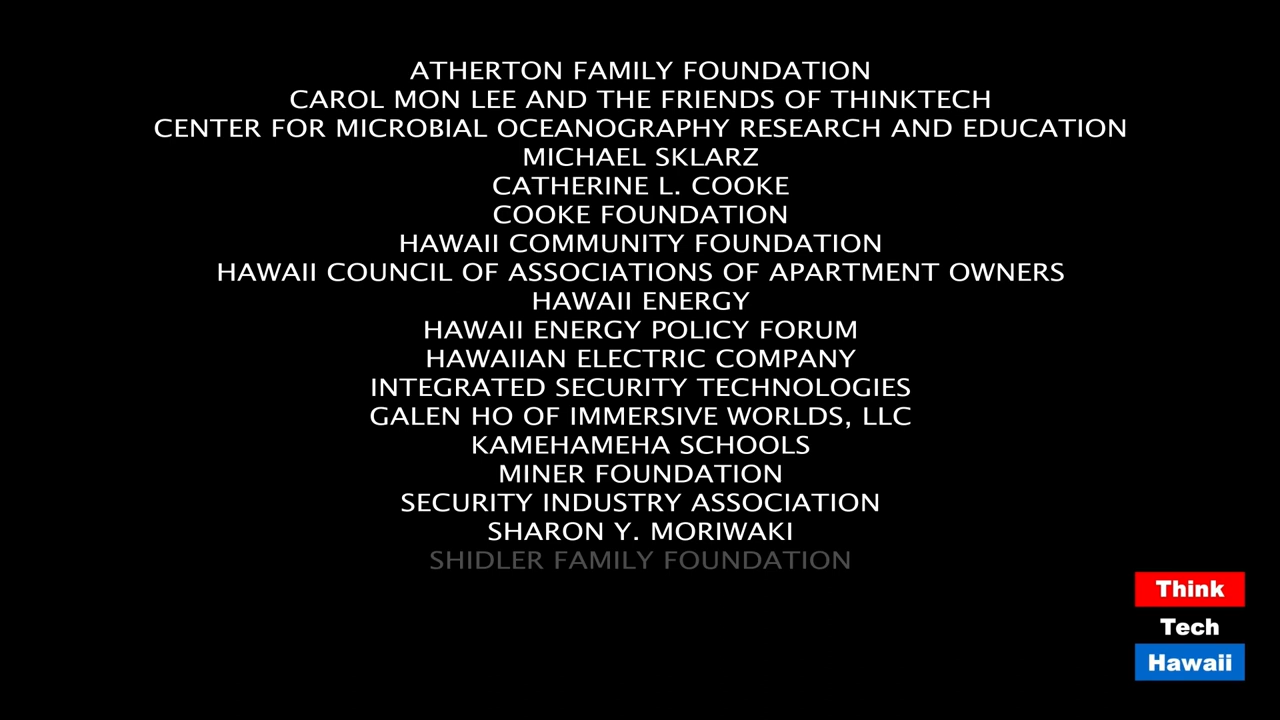 ATHERTON FAMILY FOUNDATION
CAROL MON LEE AND THE FRIENDS OF THINKTECH
CENTER FOR MICROBIAL OCEANOGRAPHY RESEARCH AND EDUCATION
MICHAEL SKLARZ
CATHERINE L. COOKE
COOKE FOUNDATION
HAWAII COMMUNITY FOUNDATION
HAWAII COUNCIL OF ASSOCIATIONS OF APARTMENT OWNERS
HAWAII ENERGY
HAWAII ENERGY POLICY FORUM
HAWAIIAN ELECTRIC COMPANY
INTEGRATED SECURITY TECHNOLOGIES
GALEN HO OF IMMERSIVE WORLDS, LLC
KAMEHAMEHA SCHOOLS
MINER FOUNDATION
SECURITY INDUSTRY ASSOCIATION
SHARON Y. MORIWAKI
SHIDLER FAMILY FOUNDATION
Think
Tech
Hawaii